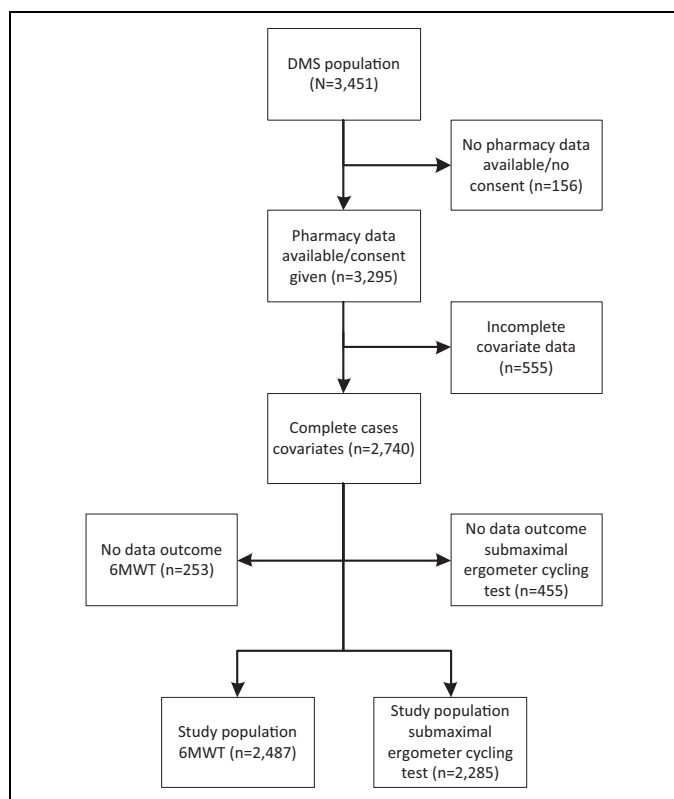 DMS population
(N=3,451)
No pharmacy data
available/no
consent (n=156)
Pharmacy data
available/consent
given (n=3,295)
Incomplete
covariate data
(n=555)
Complete cases
covariates (n=2,740)
No data outcome
6MWT (n=253)
No data outcome
submaximal
ergometer cycling
test (n=455)
Study population
6MWT (n=2,487)
Study population
submaximal
ergometer cycling
test (n=2,285)